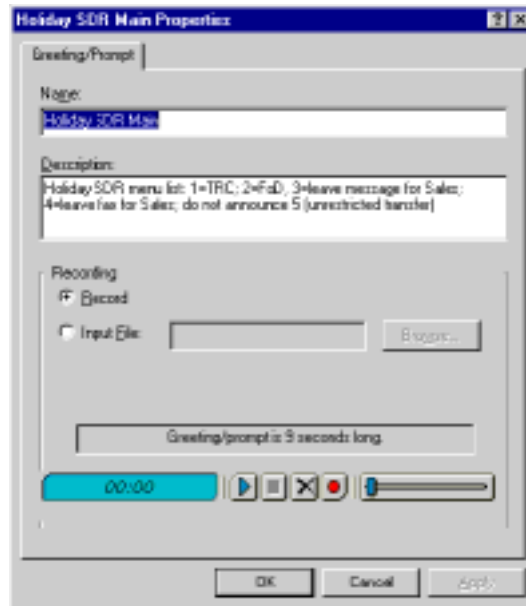 Holiday SDR Main Properties
Greeting/Prompt
Name:
Holiday SDR Main
Description:
Holiday SDR menu list: 1=TRC; 2=FoD, 3=leave message for Sales;
4=leave fax for Sales; do not announce 5 (unrestricted transfer)
Recording
Record
Input File:
Browse...
Greeting/prompt is 9 seconds long.
00:00
OK
Cancel
Apply